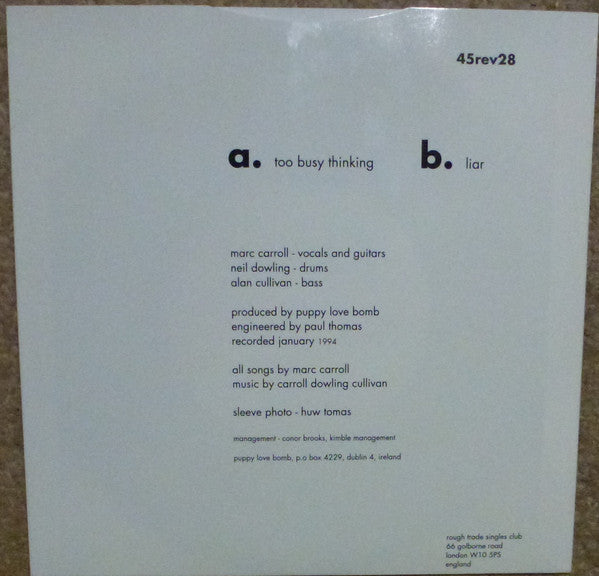 45rev28
a. too busy thinking b. liar
marc carroll - vocals and guitars
neil dowling - drums
alan cullivan - bass
produced by puppy love bomb
engineered by paul thomas
recorded january 1994
all songs by marc carroll
music by carroll dowling cullivan
sleeve photo - huw tomas
management - conor brooks, kimble management
puppy love bomb, p.o box 4229, dublin 4, ireland
rough trade singles club
66 golborne road
london W10 5PS
england